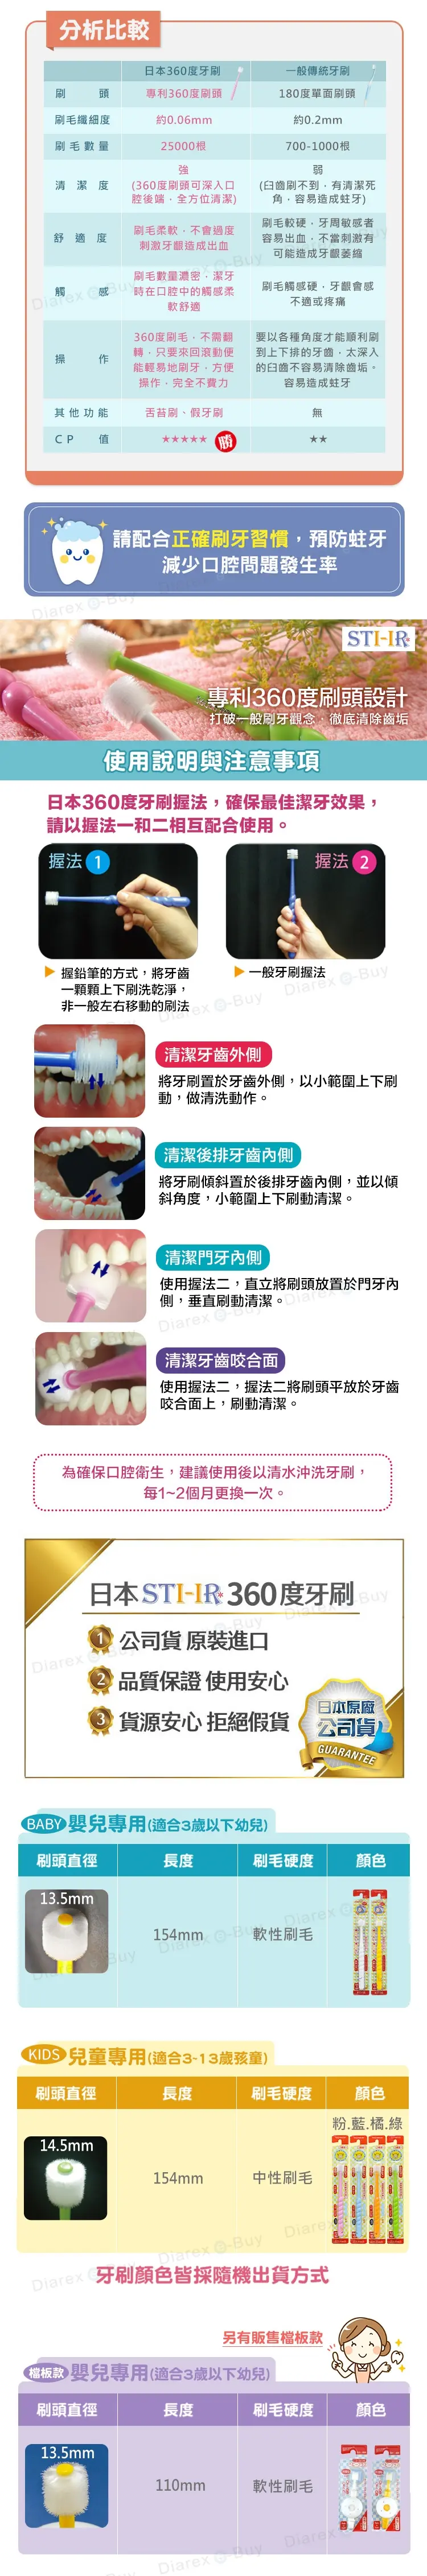 分析比較
日本360度牙刷
一般傳統牙刷
刷頭
專利360度刷頭
180度單面刷頭
刷毛纖細度
約0.06mm
約0.2mm
刷毛數量
25000根
700-1000根
清潔度
強
(360度刷頭可深入口
腔後端,全方位清潔)
弱
(臼齒刷不到,有清潔死
角,容易造成蛀牙)
舒適度
刷毛柔軟,不會過度
刺激牙齦造成出血
刷毛較硬,牙周敏感者
容易出血,不當刺激有
可能造成牙齦萎縮
觸感
刷毛數量濃密,潔牙
時在口腔中的觸感柔
軟舒適
刷毛觸感硬,牙齦會感
不適或疼痛
操作
360度刷毛,不需翻
轉,只要來回滾動便
能輕易地刷牙,方便
操作,完全不費力
要以各種角度才能順利刷
到上下排的牙齒,太深入
的臼齒不容易清除齒垢。
容易造成蛀牙
其他功能
舌苔刷、假牙刷
無
CP值
★★★★★ 勝
★★
請配合正確刷牙習慣,預防蛀牙
減少口腔問題發生率
STI-IR
專利360度刷頭設計
打破一般刷牙觀念,徹底清除齒垢
使用說明與注意事項
日本360度牙刷握法,確保最佳潔牙效果,
請以握法一和二相互配合使用。
握法 1
握法 2
握鉛筆的方式,將牙齒
一顆顆上下刷洗乾淨,
非一般左右移動的刷法
一般牙刷握法
清潔牙齒外側
將牙刷置於牙齒外側,以小範圍上下刷
動,做清洗動作。
清潔後排牙齒內側
將牙刷傾斜置於後排牙齒內側,並以傾
斜角度,小範圍上下刷動清潔。
清潔門牙內側
使用握法二,直立將刷頭放置於門牙內
側,垂直刷動清潔。
清潔牙齒咬合面
使用握法二,握法二將刷頭平放於牙齒
咬合面上,刷動清潔。
為確保口腔衛生,建議使用後以清水沖洗牙刷,
每1~2個月更換一次。
日本STI-IR 360度牙刷
1 公司貨 原裝進口
2 品質保證 使用安心
3 貨源安心 拒絕假貨
日本原廠
公司貨
GUARANTEE
BABY 嬰兒專用(適合3歲以下幼兒)
刷頭直徑 長度 刷毛硬度 顏色
13.5mm
154mm
軟性刷毛
KIDS 兒童專用(適合3-13歲孩童)
刷頭直徑 長度 刷毛硬度 顏色
粉.藍.橘.綠
14.5mm
154mm
中性刷毛
牙刷顏色皆採隨機出貨方式
另有販售檔板款
檔板款 嬰兒專用(適合3歲以下幼兒)
刷頭直徑 長度 刷毛硬度 顏色
13.5mm
110mm
軟性刷毛
Diarex e-Buy